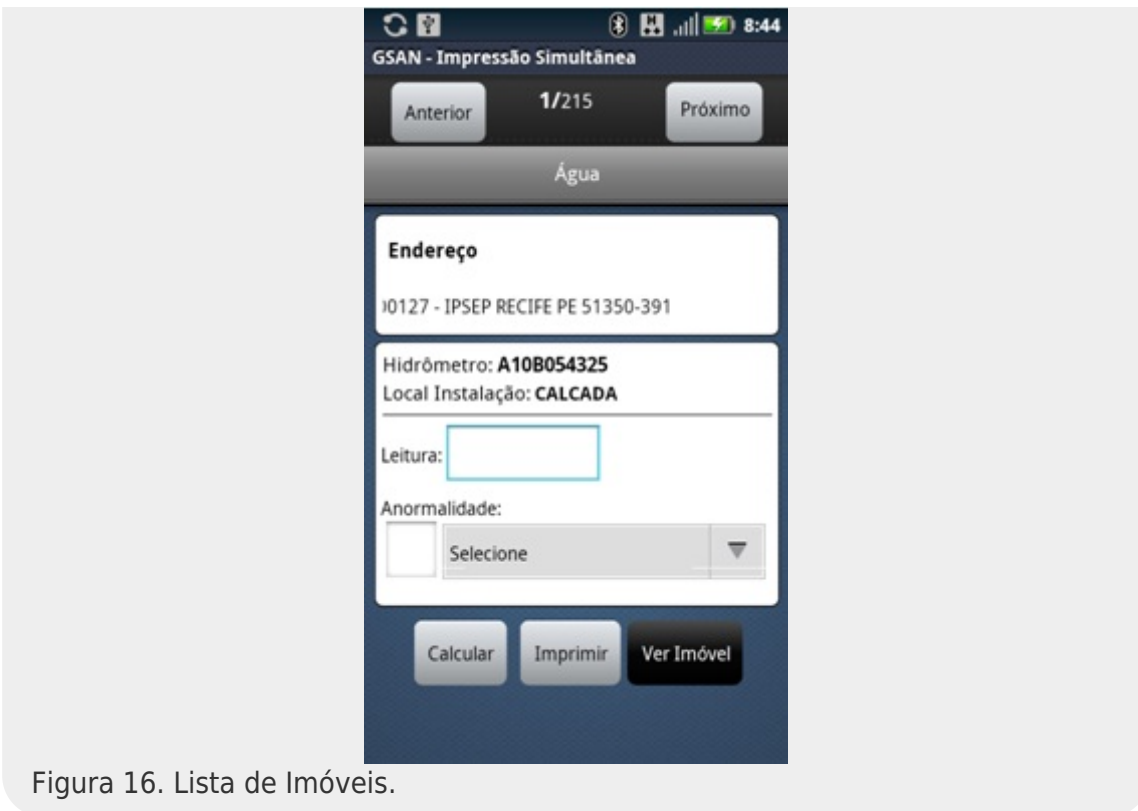 8:44
GSAN - Impressão Simultânea
Anterior 1/215 Próximo
Água
Endereço
00127 - IPSEP RECIFE PE 51350-391
Hidrômetro: A10B054325
Local Instalação: CALCADA
Leitura:
Anormalidade:
Selecione
Calcular Imprimir Ver Imóvel
Figura 16. Lista de Imóveis.